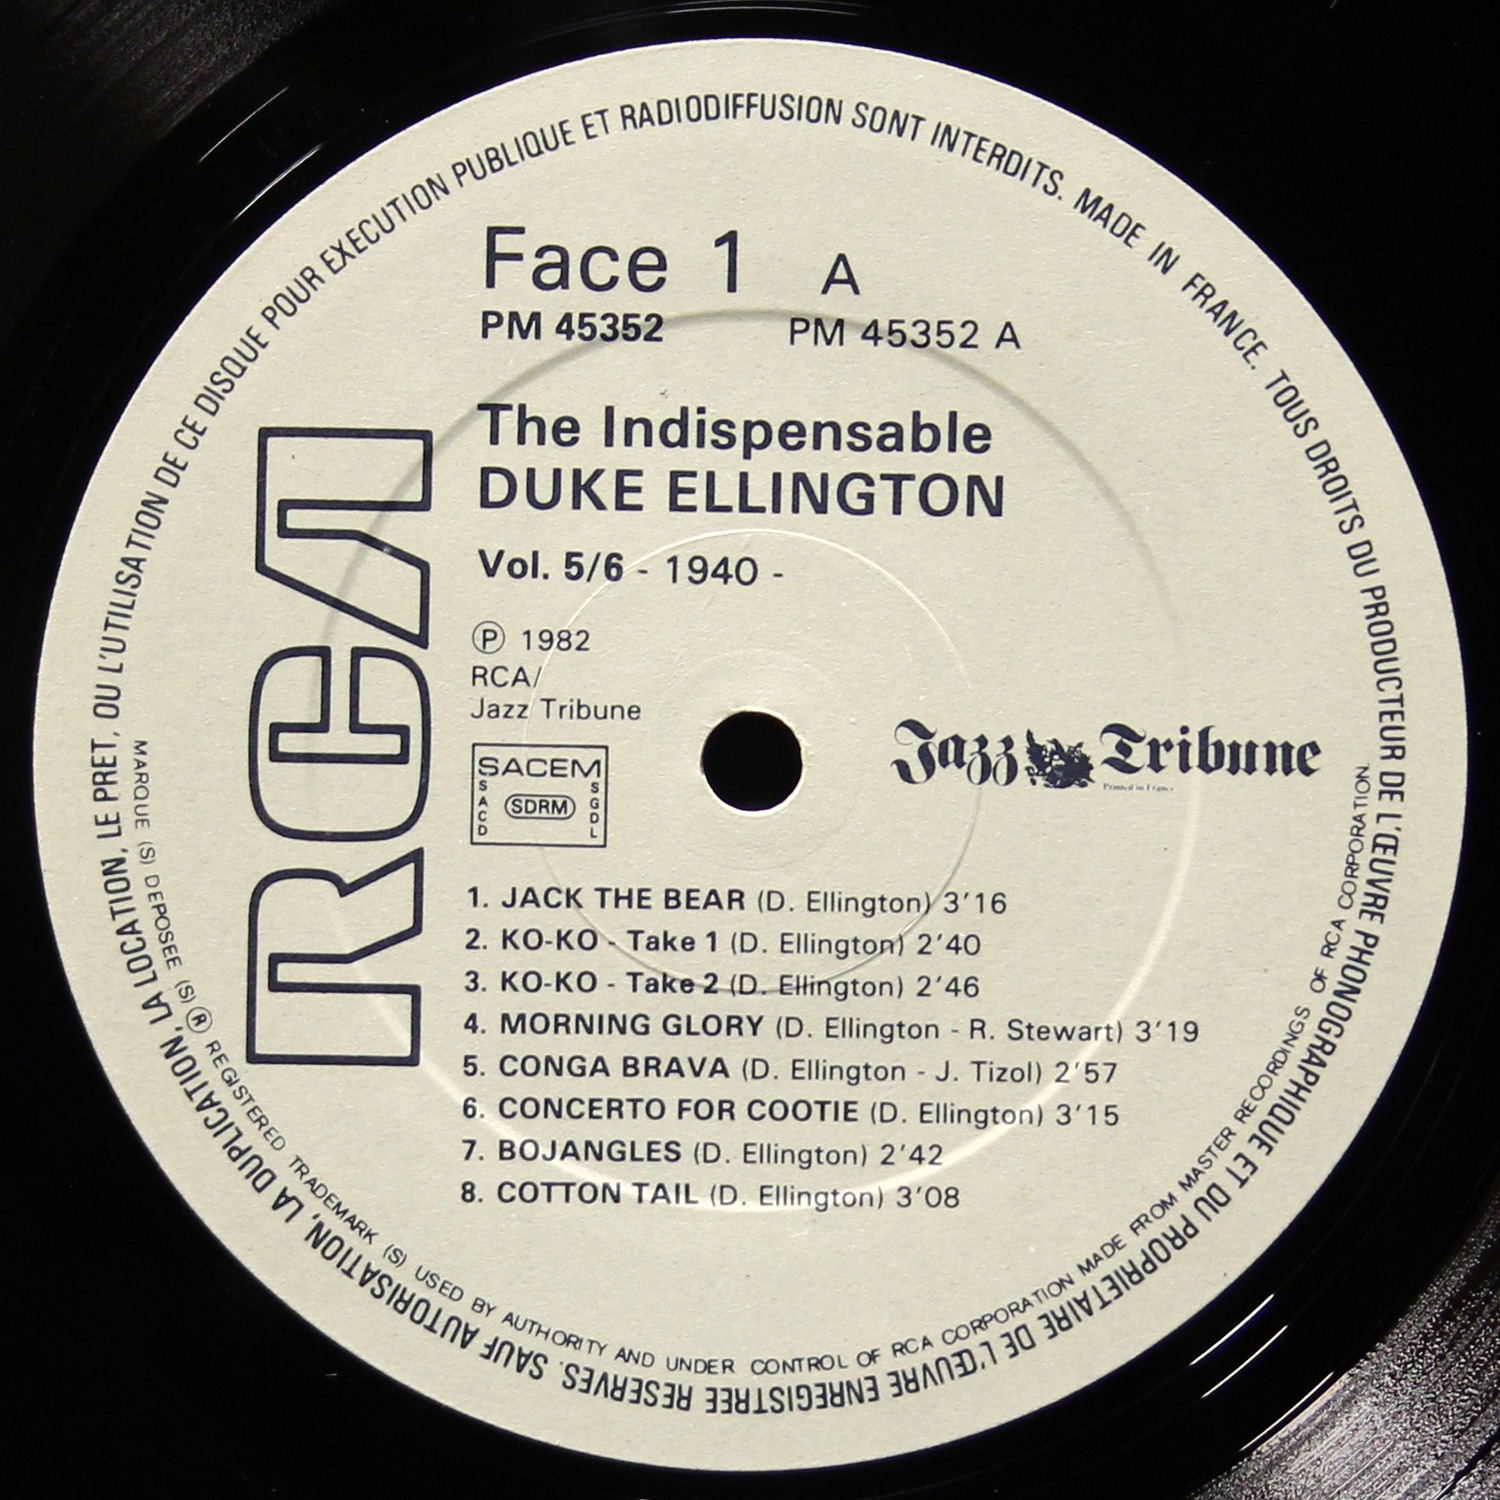 Face 1 A
PM 45352 PM 45352 A
The Indispensable
DUKE ELLINGTON
Vol. 5/6 - 1940 -
Ⓟ 1982
RCA/
Jazz Tribune
SACEM
SACD
SDRM
SGDL
RCA
Jazz Tribune
Printed in France
1. JACK THE BEAR (D. Ellington) 3'16
2. KO-KO - Take 1 (D. Ellington) 2'40
3. KO-KO - Take 2 (D. Ellington) 2'46
4. MORNING GLORY (D. Ellington - R. Stewart) 3'19
5. CONGA BRAVA (D. Ellington - J. Tizol) 2'57
6. CONCERTO FOR COOTIE (D. Ellington) 3'15
7. BOJANGLES (D. Ellington) 2'42
8. COTTON TAIL (D. Ellington) 3'08
TOUS DROITS DU PRODUCTEUR DE L'ŒUVRE PHONOGRAPHIQUE ET DU PROPRIETAIRE DE L'ŒUVRE ENREGISTREE RESERVES. SAUF AUTORISATION, LA DUPLICATION, LA LOCATION, LE PRET, OU L'UTILISATION DE CE DISQUE POUR EXECUTION PUBLIQUE ET RADIODIFFUSION SONT INTERDITS. MADE IN FRANCE.
MARQUE (S) DEPOSEE (S) ® REGISTERED TRADEMARK (S) USED BY AUTHORITY AND UNDER CONTROL OF RCA CORPORATION MADE FROM MASTER RECORDINGS OF RCA CORPORATION